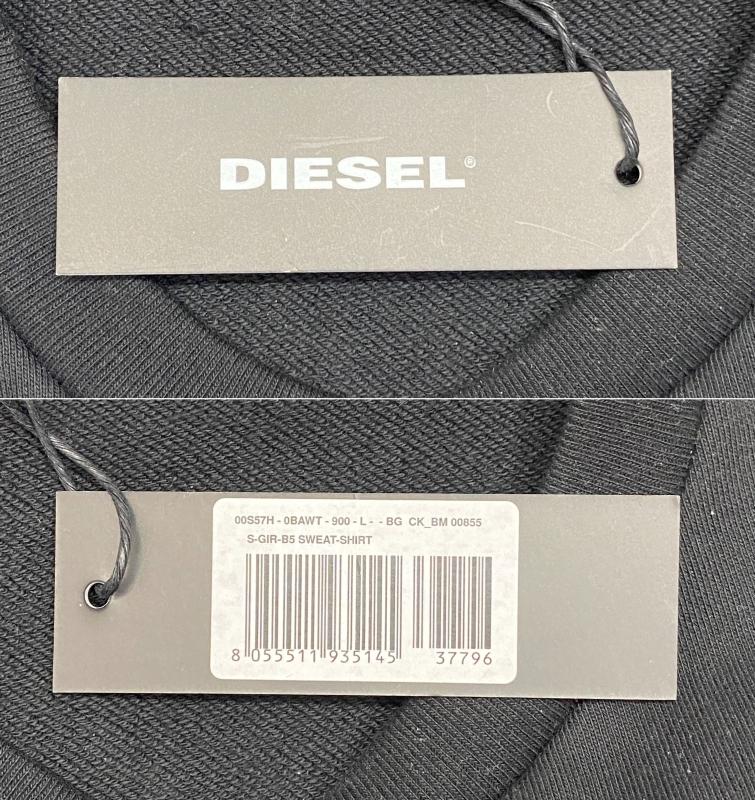 DIESEL®
00S57H - 0BAWT - 900 - L - - BG CK_BM 00855
S-GIR-B5 SWEAT-SHIRT
8 055511 935145 37796